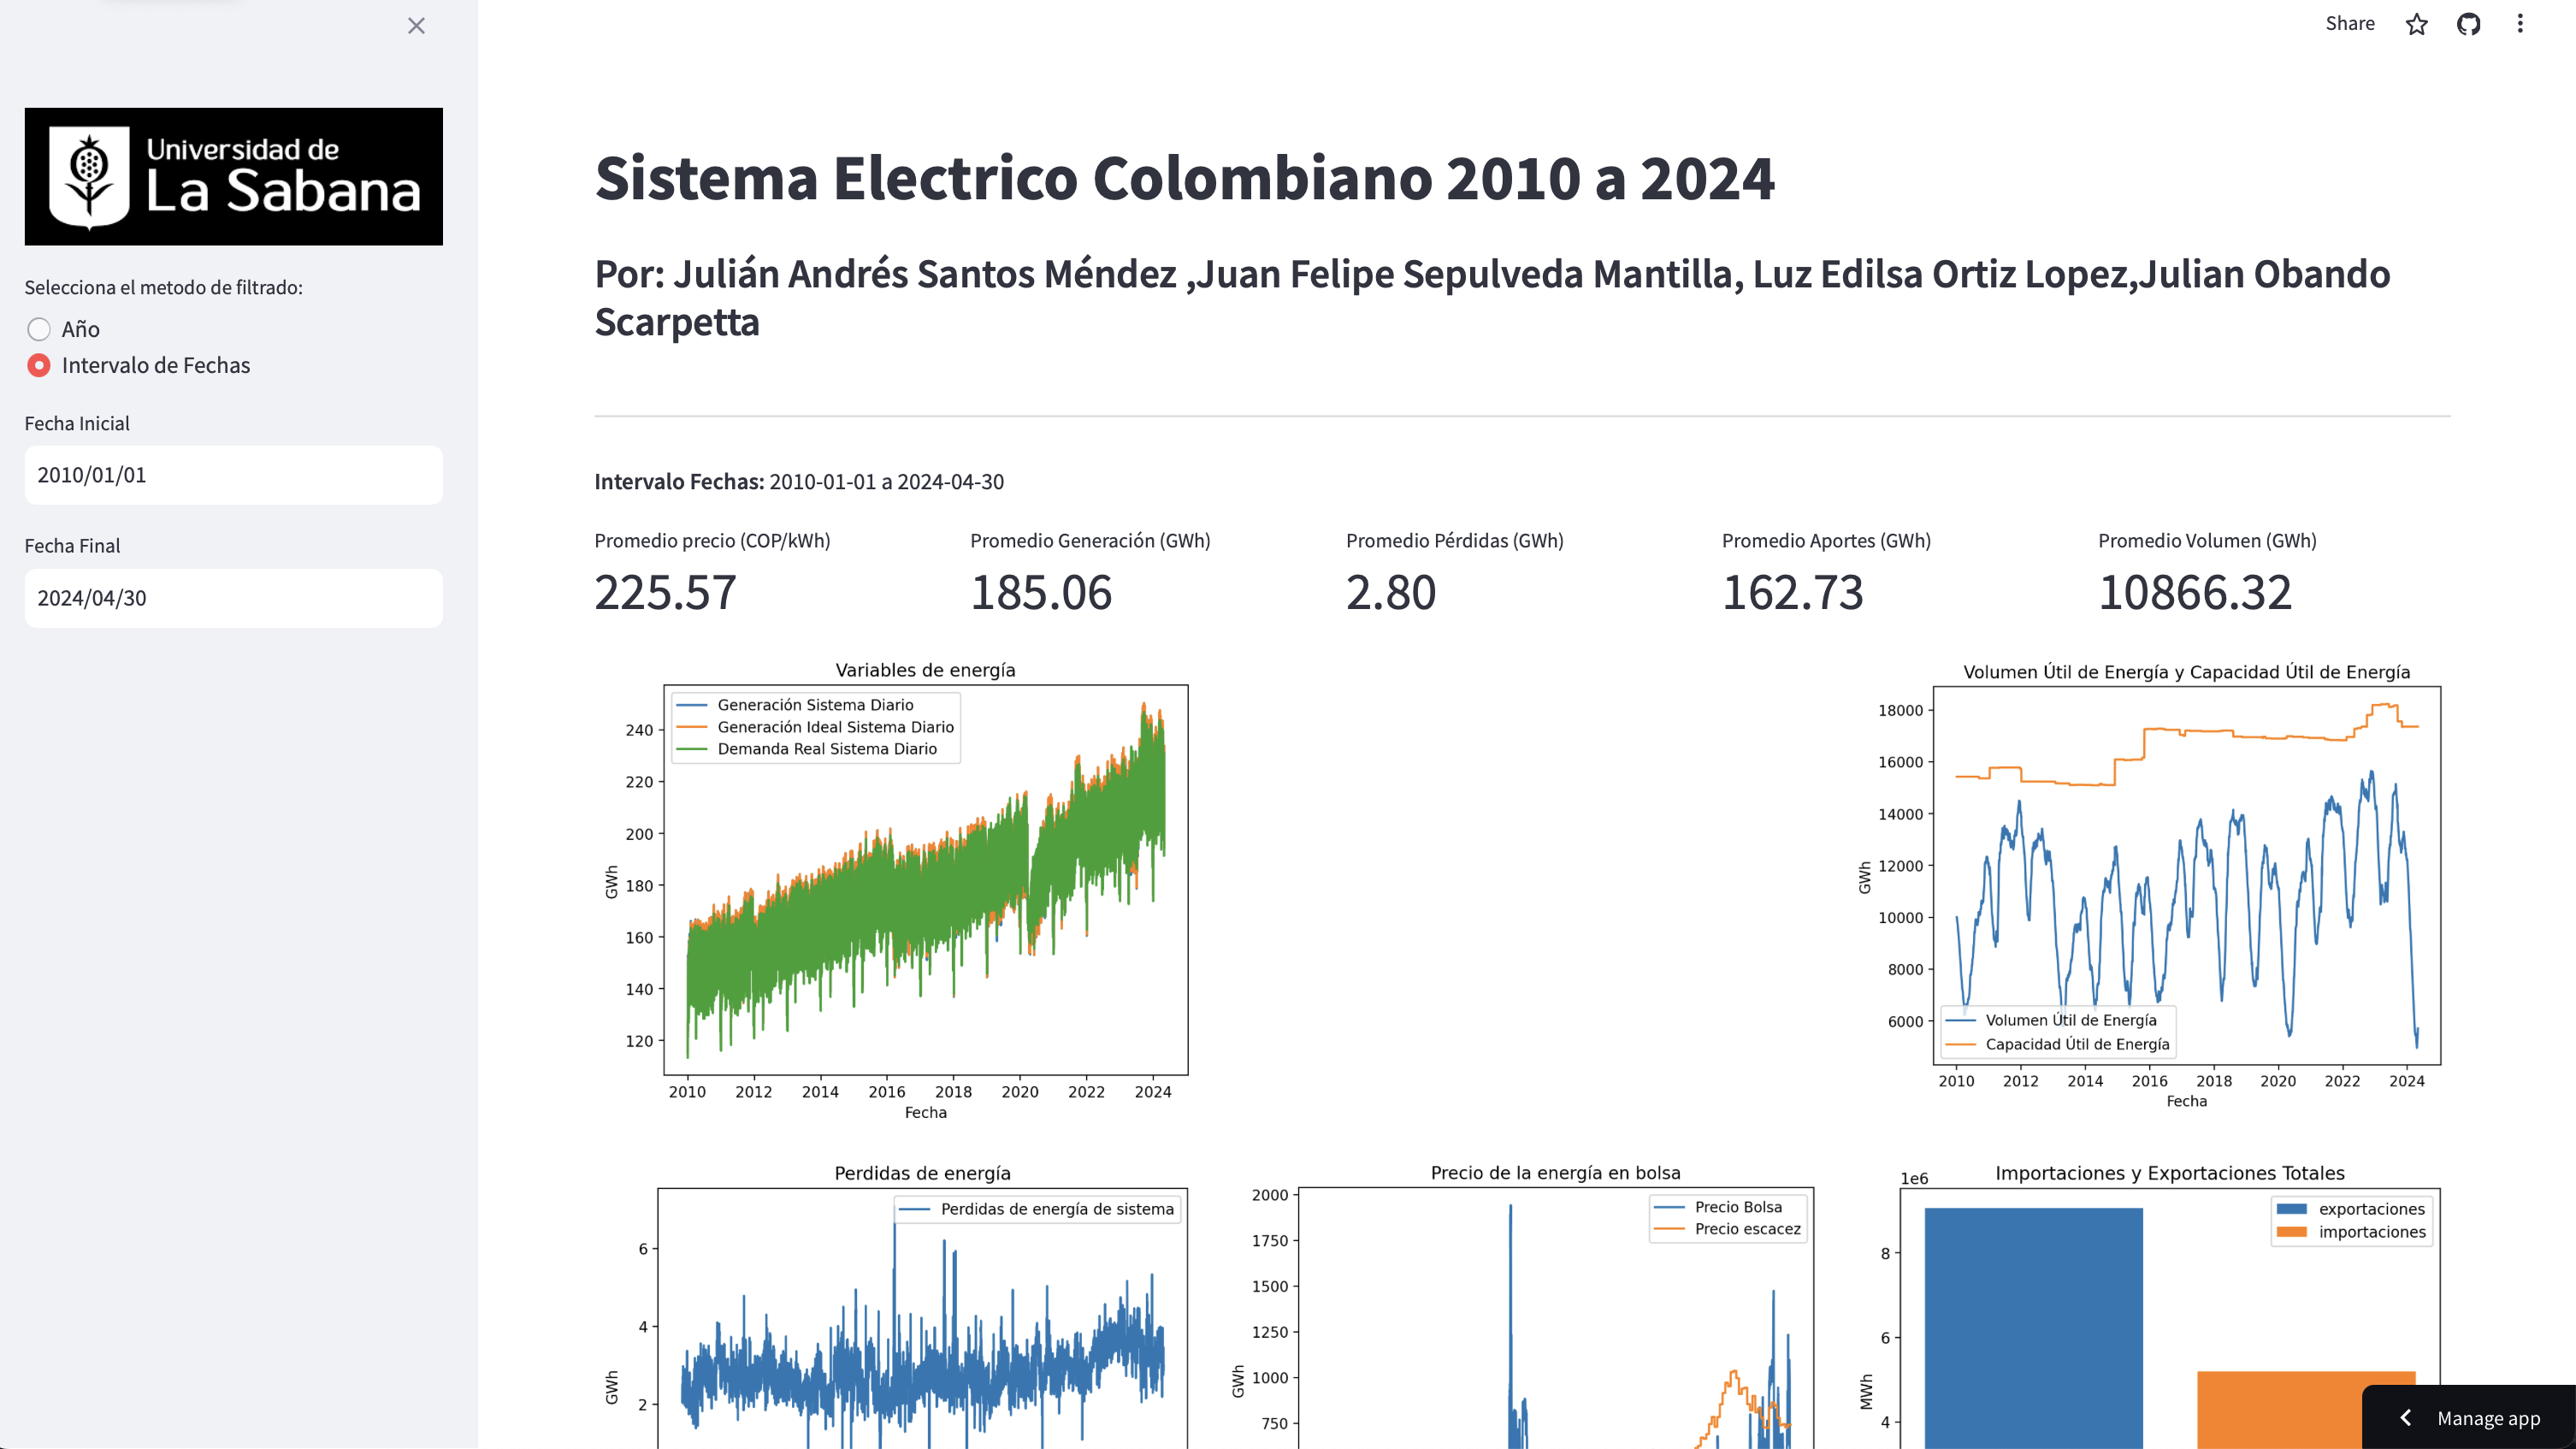 Share
Universidad de
La Sabana
Selecciona el metodo de filtrado:
Año
Intervalo de Fechas
Fecha Inicial
2010/01/01
Fecha Final
2024/04/30
Sistema Electrico Colombiano 2010 a 2024
Por: Julián Andrés Santos Méndez ,Juan Felipe Sepulveda Mantilla, Luz Edilsa Ortiz Lopez,Julian Obando
Scarpetta
Intervalo Fechas: 2010-01-01 a 2024-04-30
Promedio precio (COP/kWh)
225.57
Promedio Generación (GWh)
185.06
Promedio Pérdidas (GWh)
2.80
Promedio Aportes (GWh)
162.73
Promedio Volumen (GWh)
10866.32
Variables de energía
Generación Sistema Diario
Generación Ideal Sistema Diario
Demanda Real Sistema Diario
240
220
200
180
160
140
120
GWh
2010 2012 2014 2016 2018 2020 2022 2024
Fecha
Volumen Útil de Energía y Capacidad Útil de Energía
18000
16000
14000
12000
10000
8000
6000
GWh
Volumen Útil de Energía
Capacidad Útil de Energía
2010 2012 2014 2016 2018 2020 2022 2024
Fecha
Perdidas de energía
Perdidas de energía de sistema
6
4
2
GWh
Precio de la energía en bolsa
Precio Bolsa
Precio escacez
2000
1750
1500
1250
1000
750
GWh
Importaciones y Exportaciones Totales
1e6
exportaciones
importaciones
8
6
4
MWh
Manage app